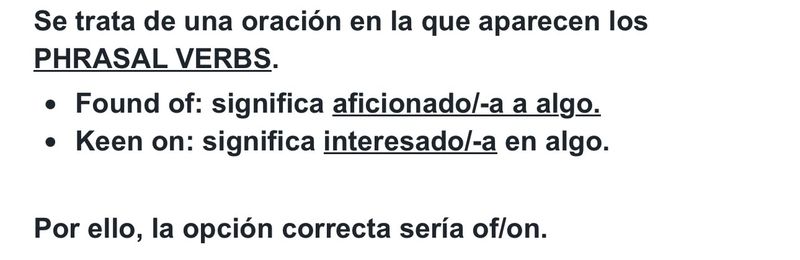 Se trata de una oración en la que aparecen los
PHRASAL VERBS.
• Found of: significa aficionado/-a a algo.
• Keen on: significa interesado/-a en algo.
Por ello, la opción correcta sería of/on.